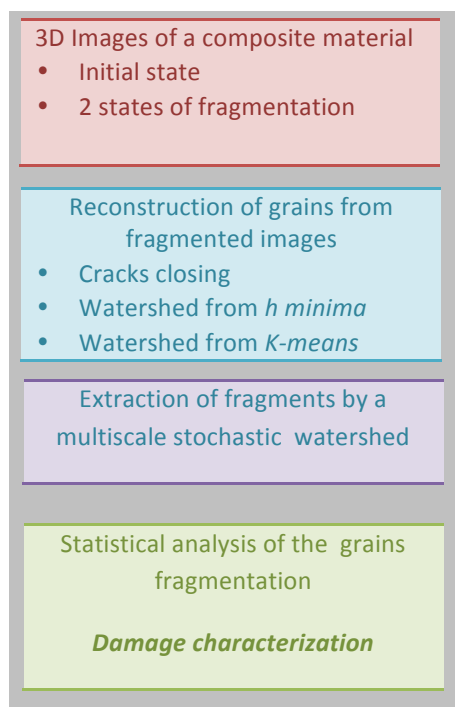 3D Images of a composite material
• Initial state
• 2 states of fragmentation
Reconstruction of grains from
fragmented images
• Cracks closing
• Watershed from h minima
• Watershed from K-means
Extraction of fragments by a
multiscale stochastic watershed
Statistical analysis of the grains
fragmentation
Damage characterization